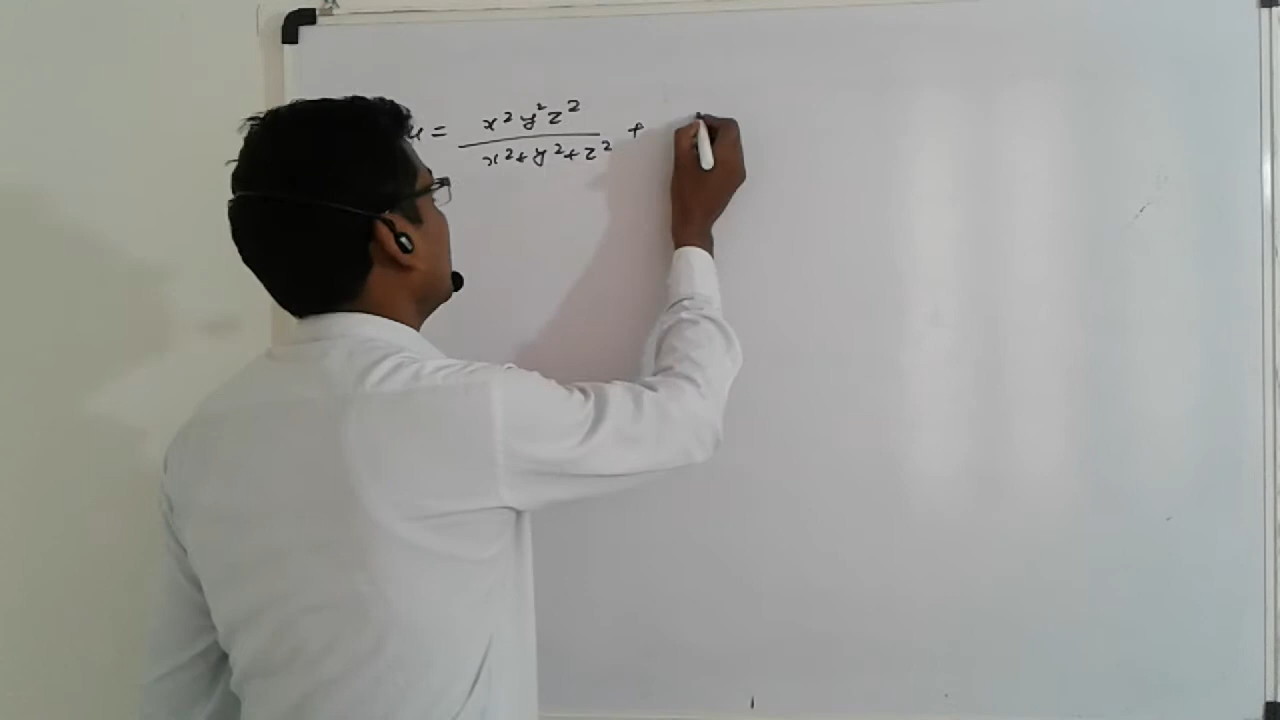 u = x²y²z² / x²+y²+z² +